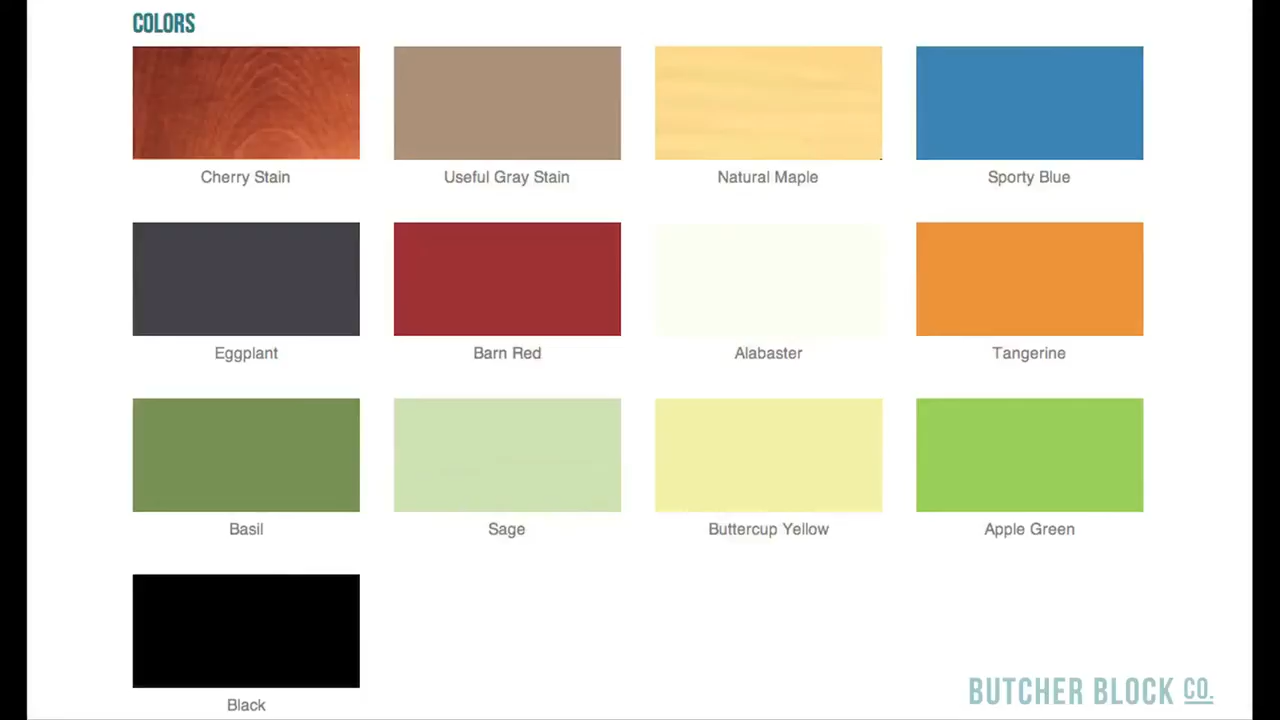 COLORS
Cherry Stain
Useful Gray Stain
Natural Maple
Sporty Blue
Eggplant
Barn Red
Alabaster
Tangerine
Basil
Sage
Buttercup Yellow
Apple Green
Black
BUTCHER BLOCK CO.